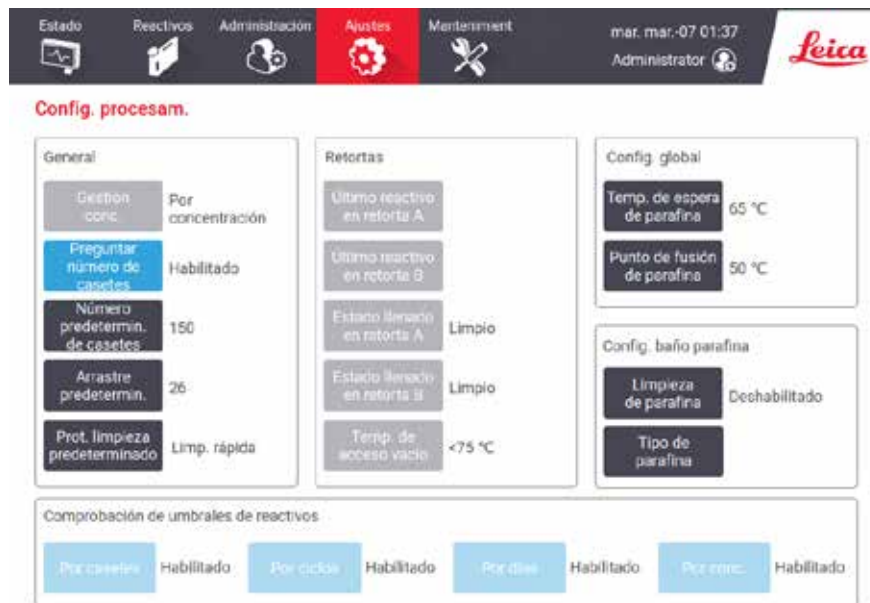 Estado Reactivos Administración Ajustes Mantenimient
mar. mar.-07 01:37
Administrator
Leica
Config. procesam.
General
Gestión
conc.
Por
concentración
Preguntar
número de
casetes
Habilitado
Número
predetermin.
de casetes
150
Arrastre
predetermin.
26
Prot. limpieza
predeterminado
Limp. rápida
Retortas
Último reactivo
en retorta A
Último reactivo
en retorta B
Estado llenado
en retorta A
Limpio
Estado llenado
en retorta B
Limpio
Temp. de
acceso vacío
<75 °C
Config. global
Temp. de espera
de parafina
65 °C
Punto de fusión
de parafina
50 °C
Config. baño parafina
Limpieza
de parafina
Deshabilitado
Tipo de
parafina
Comprobación de umbrales de reactivos
Por casetes Habilitado Por ciclos Habilitado Por días Habilitado Por conc. Habilitado